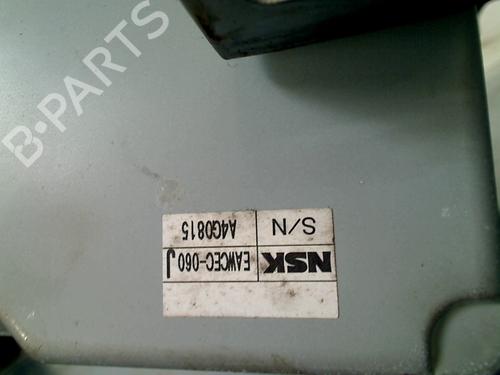 B-PARTS
NSK EAWCEC-060 J
S/N A4G0815